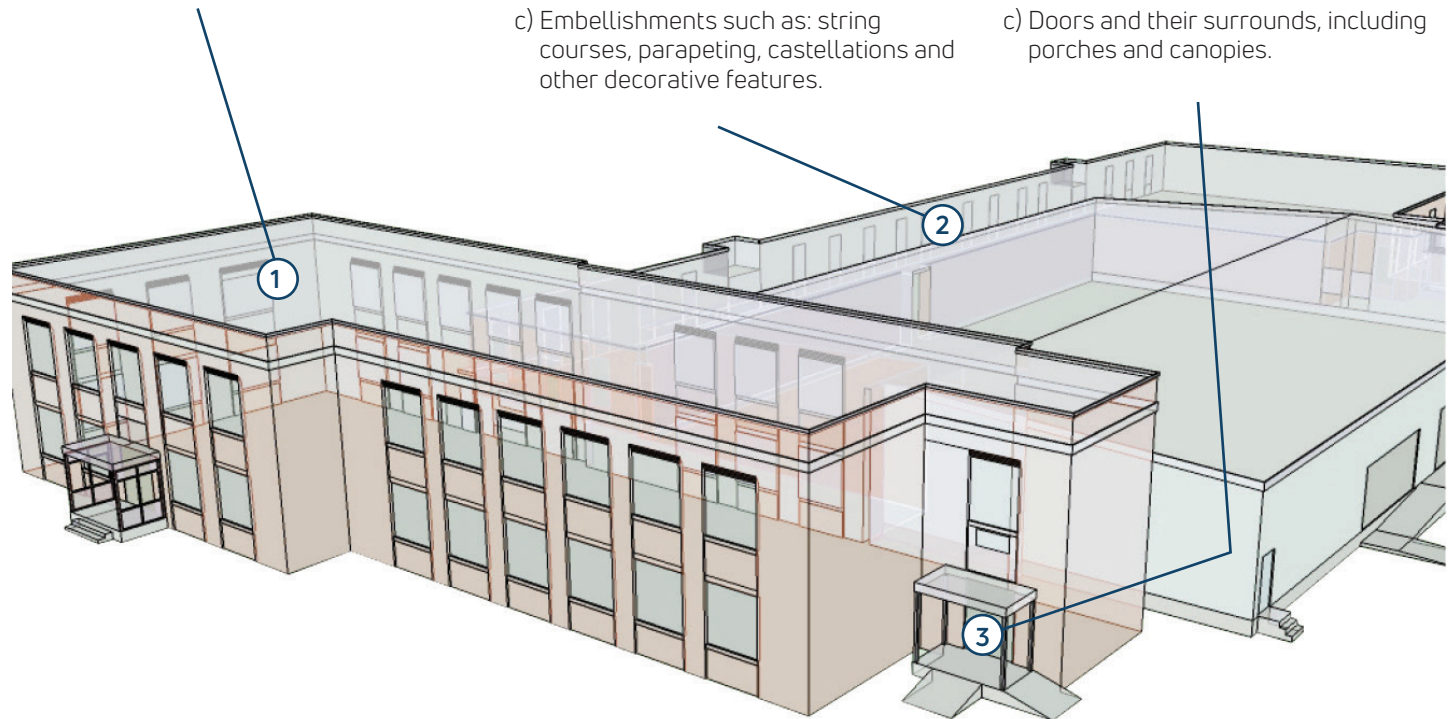 c) Embellishments such as: string
courses, parapeting, castellations and
other decorative features.
c) Doors and their surrounds, including
porches and canopies.
1
2
3